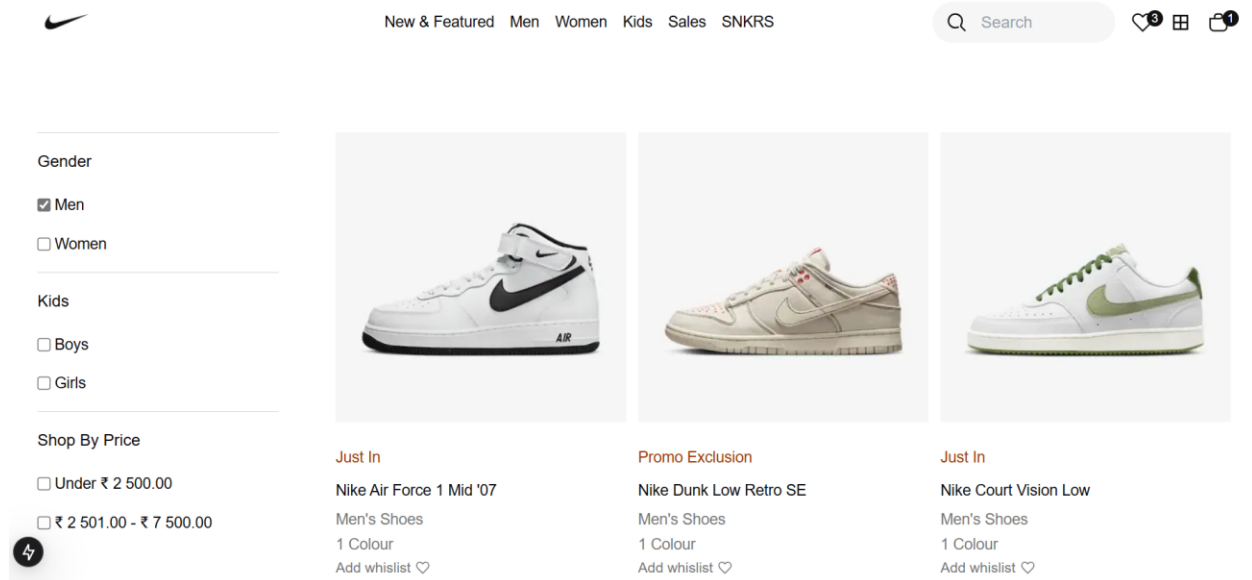 New & Featured Men Women Kids Sales SNKRS
Search
3
1
Gender
Men
Women
Kids
Boys
Girls
Shop By Price
Under ₹ 2 500.00
₹ 2 501.00 - ₹ 7 500.00
AIR
Just In
Nike Air Force 1 Mid '07
Men's Shoes
1 Colour
Add whislist
Promo Exclusion
Nike Dunk Low Retro SE
Men's Shoes
1 Colour
Add whislist
Just In
Nike Court Vision Low
Men's Shoes
1 Colour
Add whislist